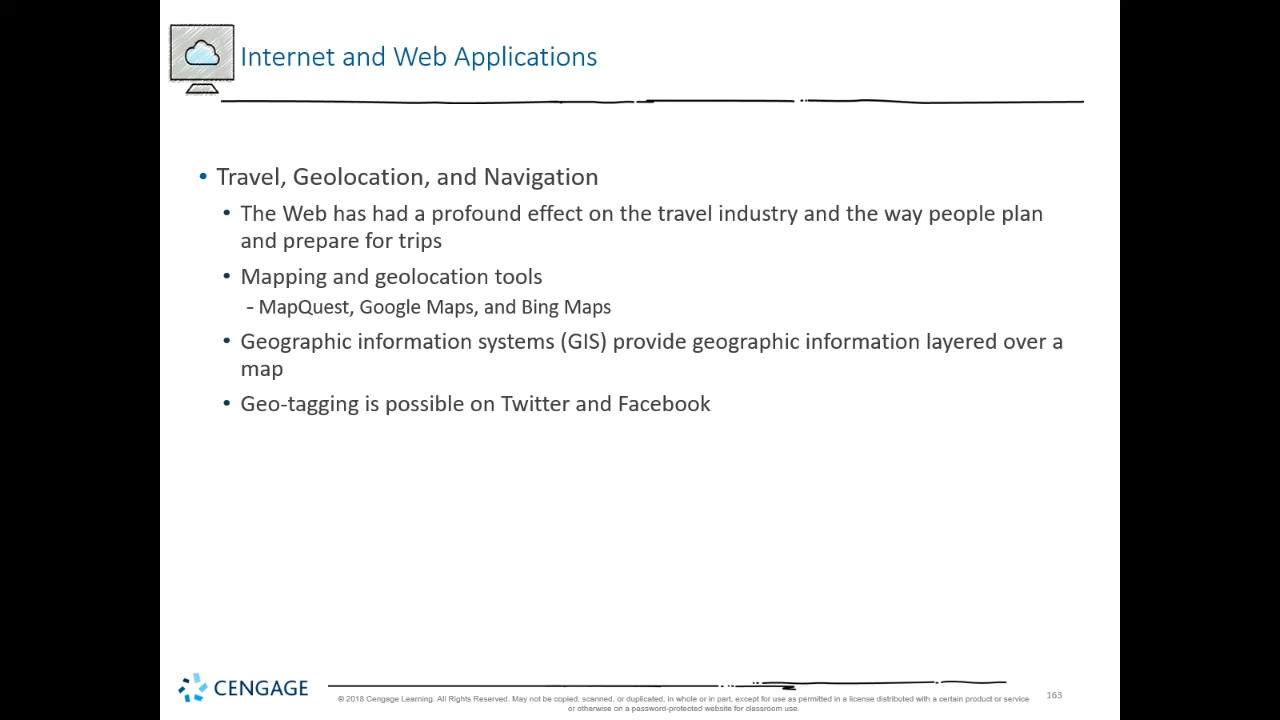 Internet and Web Applications
• Travel, Geolocation, and Navigation
• The Web has had a profound effect on the travel industry and the way people plan
and prepare for trips
• Mapping and geolocation tools
- MapQuest, Google Maps, and Bing Maps
• Geographic information systems (GIS) provide geographic information layered over a
map
• Geo-tagging is possible on Twitter and Facebook
CENGAGE
© 2018 Cengage Learning. All Rights Reserved. May not be copied, scanned, or duplicated, in whole or in part, except for use as permitted in a license distributed with a certain product or service
or otherwise on a password-protected website for classroom use.
163